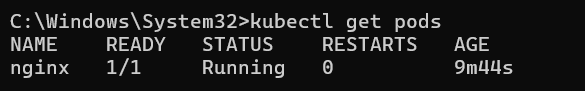 C:\Windows\System32>kubectl get pods
NAME    READY   STATUS    RESTARTS   AGE
nginx   1/1     Running   0          9m44s